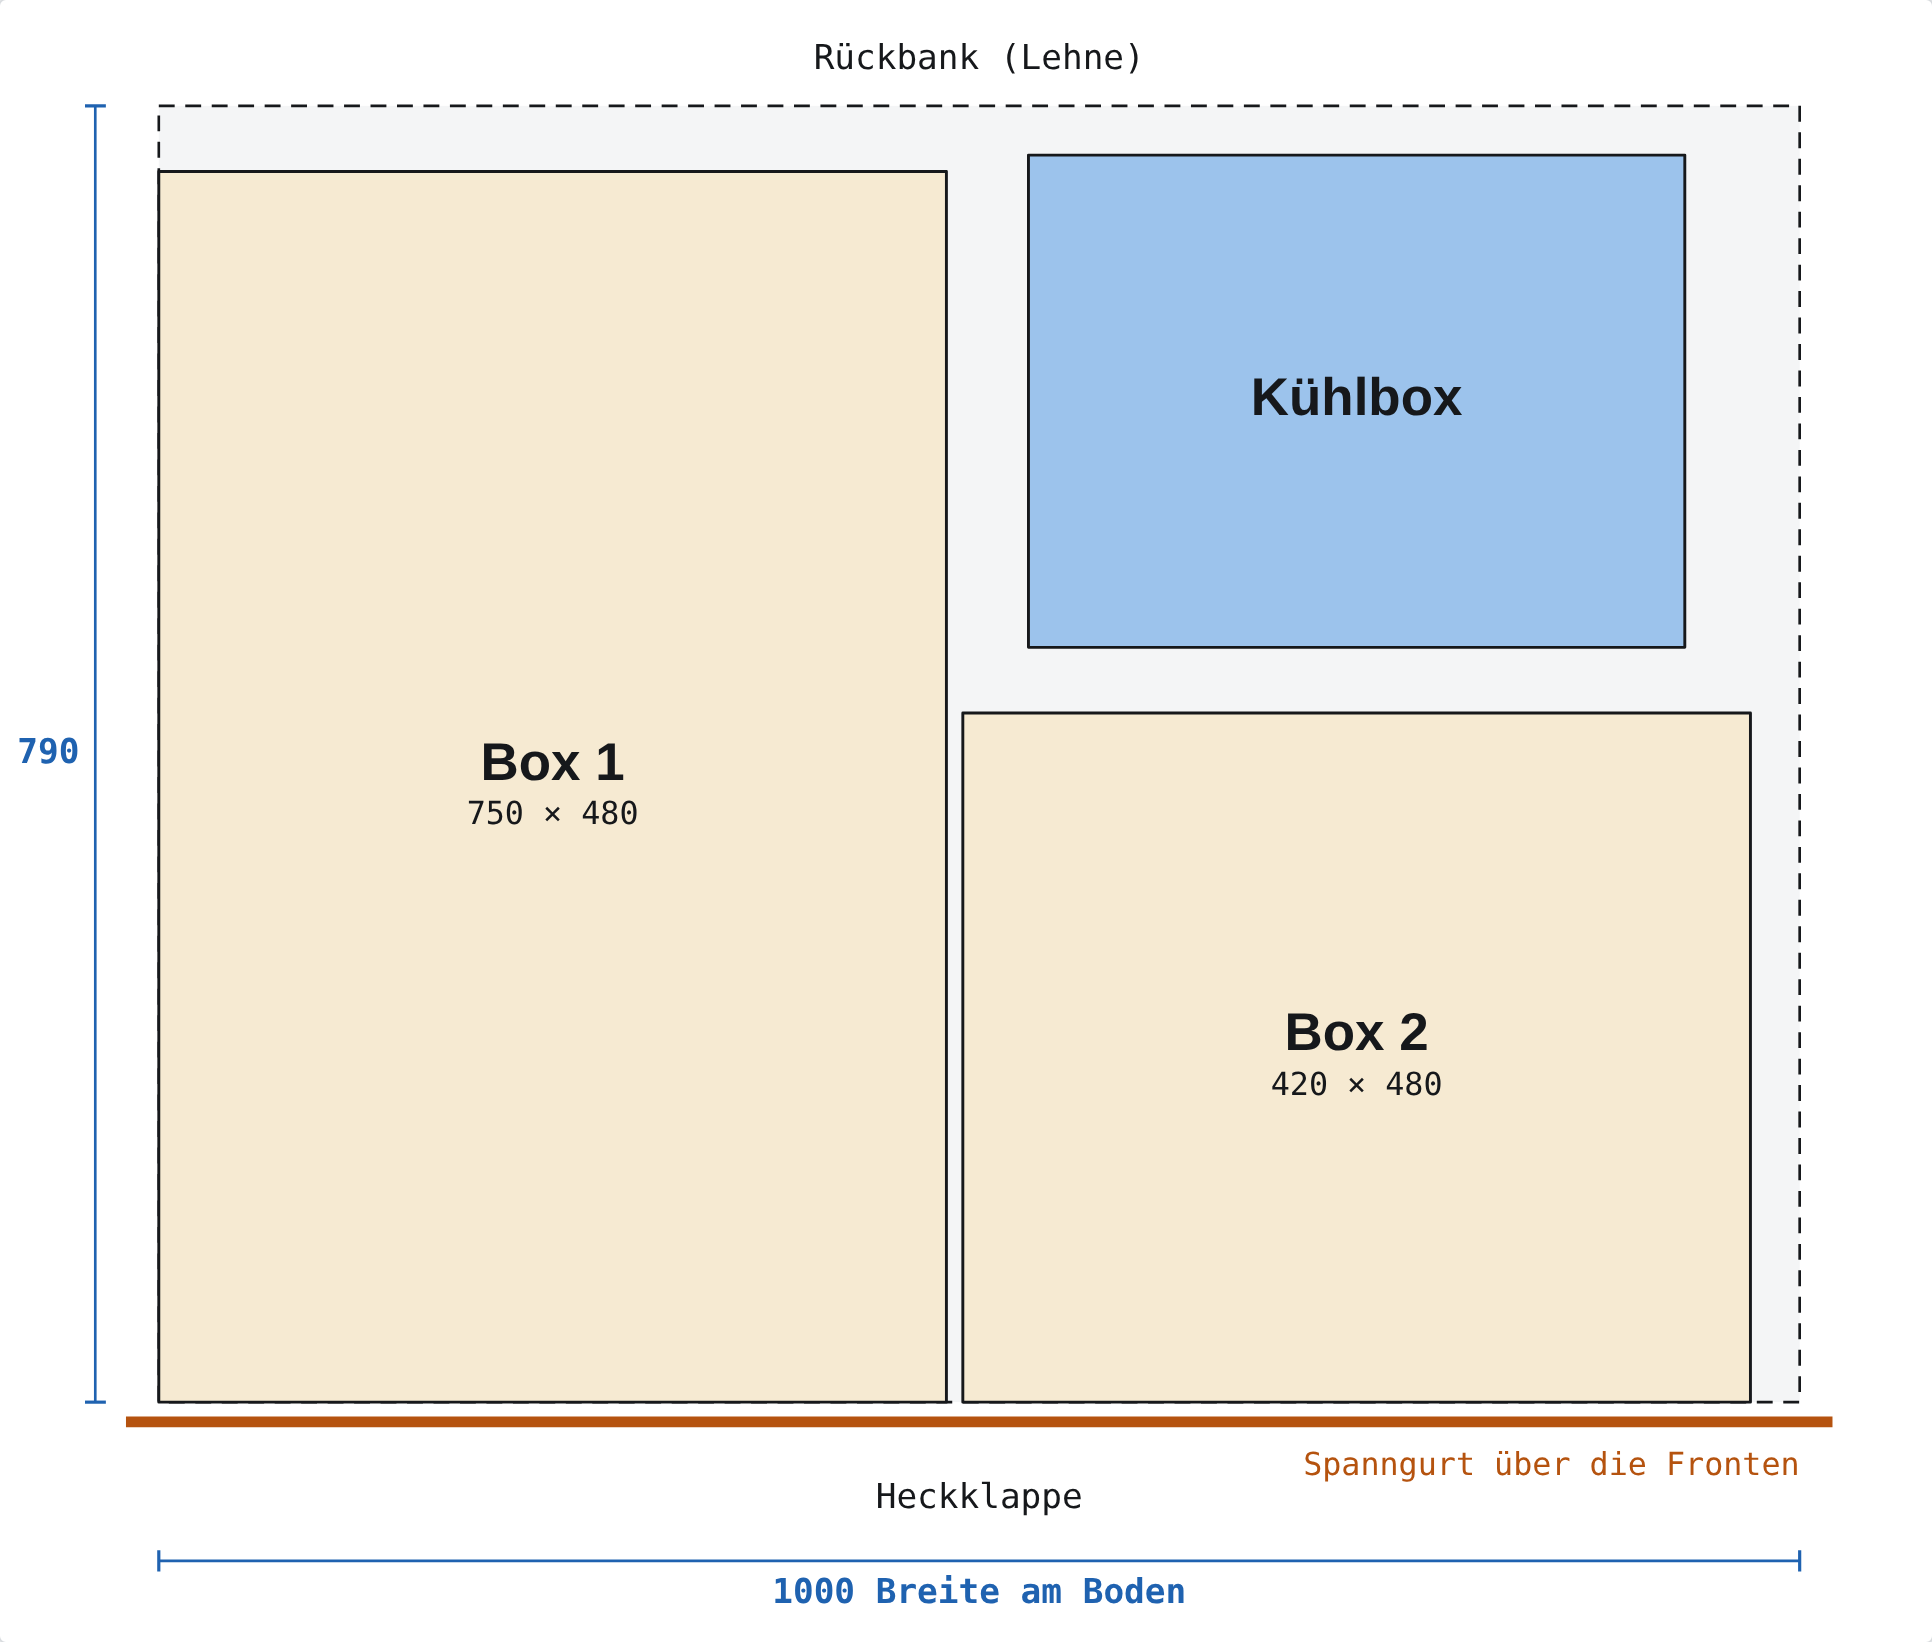 Rückbank (Lehne)
Kühlbox
790
Box 1
750 × 480
Box 2
420 × 480
Spanngurt über die Fronten
Heckklappe
1000 Breite am Boden